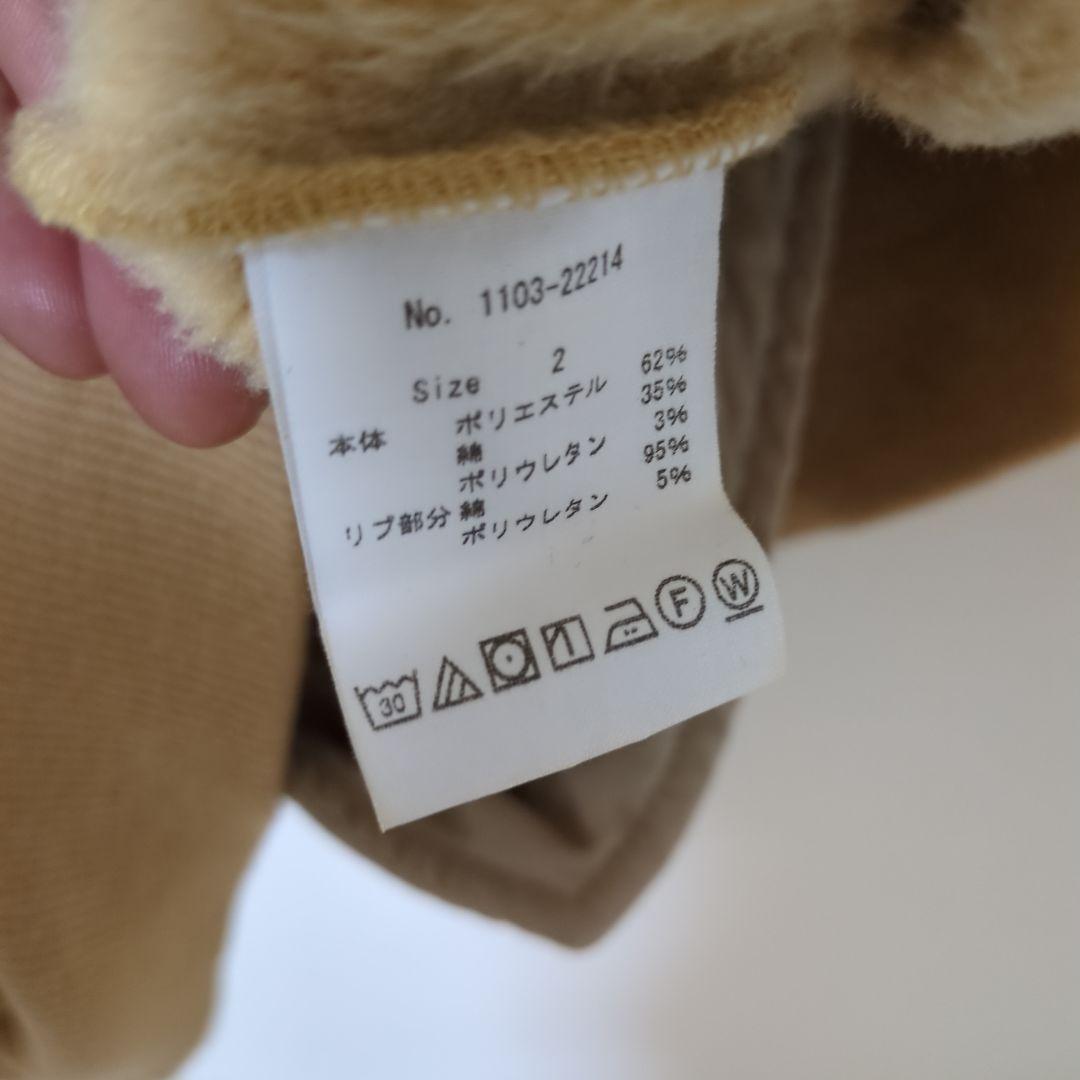 No. 1103-22214
Size 2
本体 ポリエステル 62%
綿 35%
ポリウレタン 3%
リブ部分 綿 95%
ポリウレタン 5%
30 F W